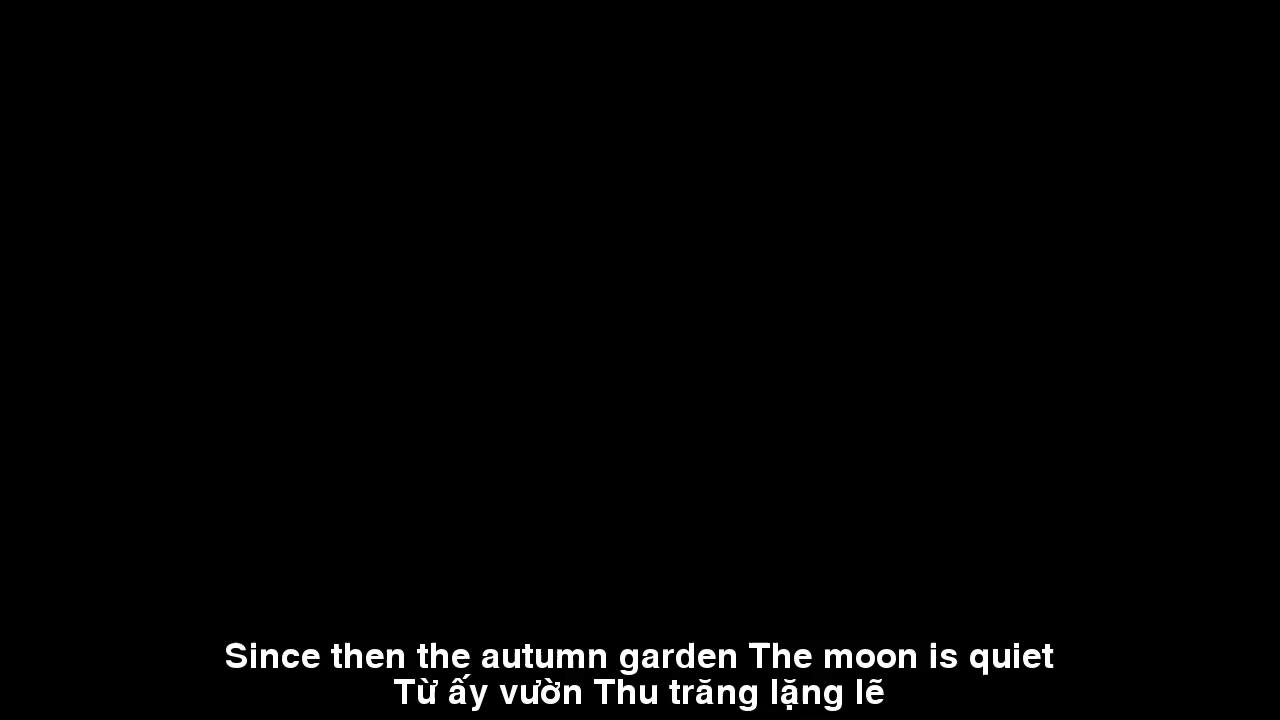 Since then the autumn garden The moon is quiet
Từ ấy vườn Thu trăng lặng lẽ